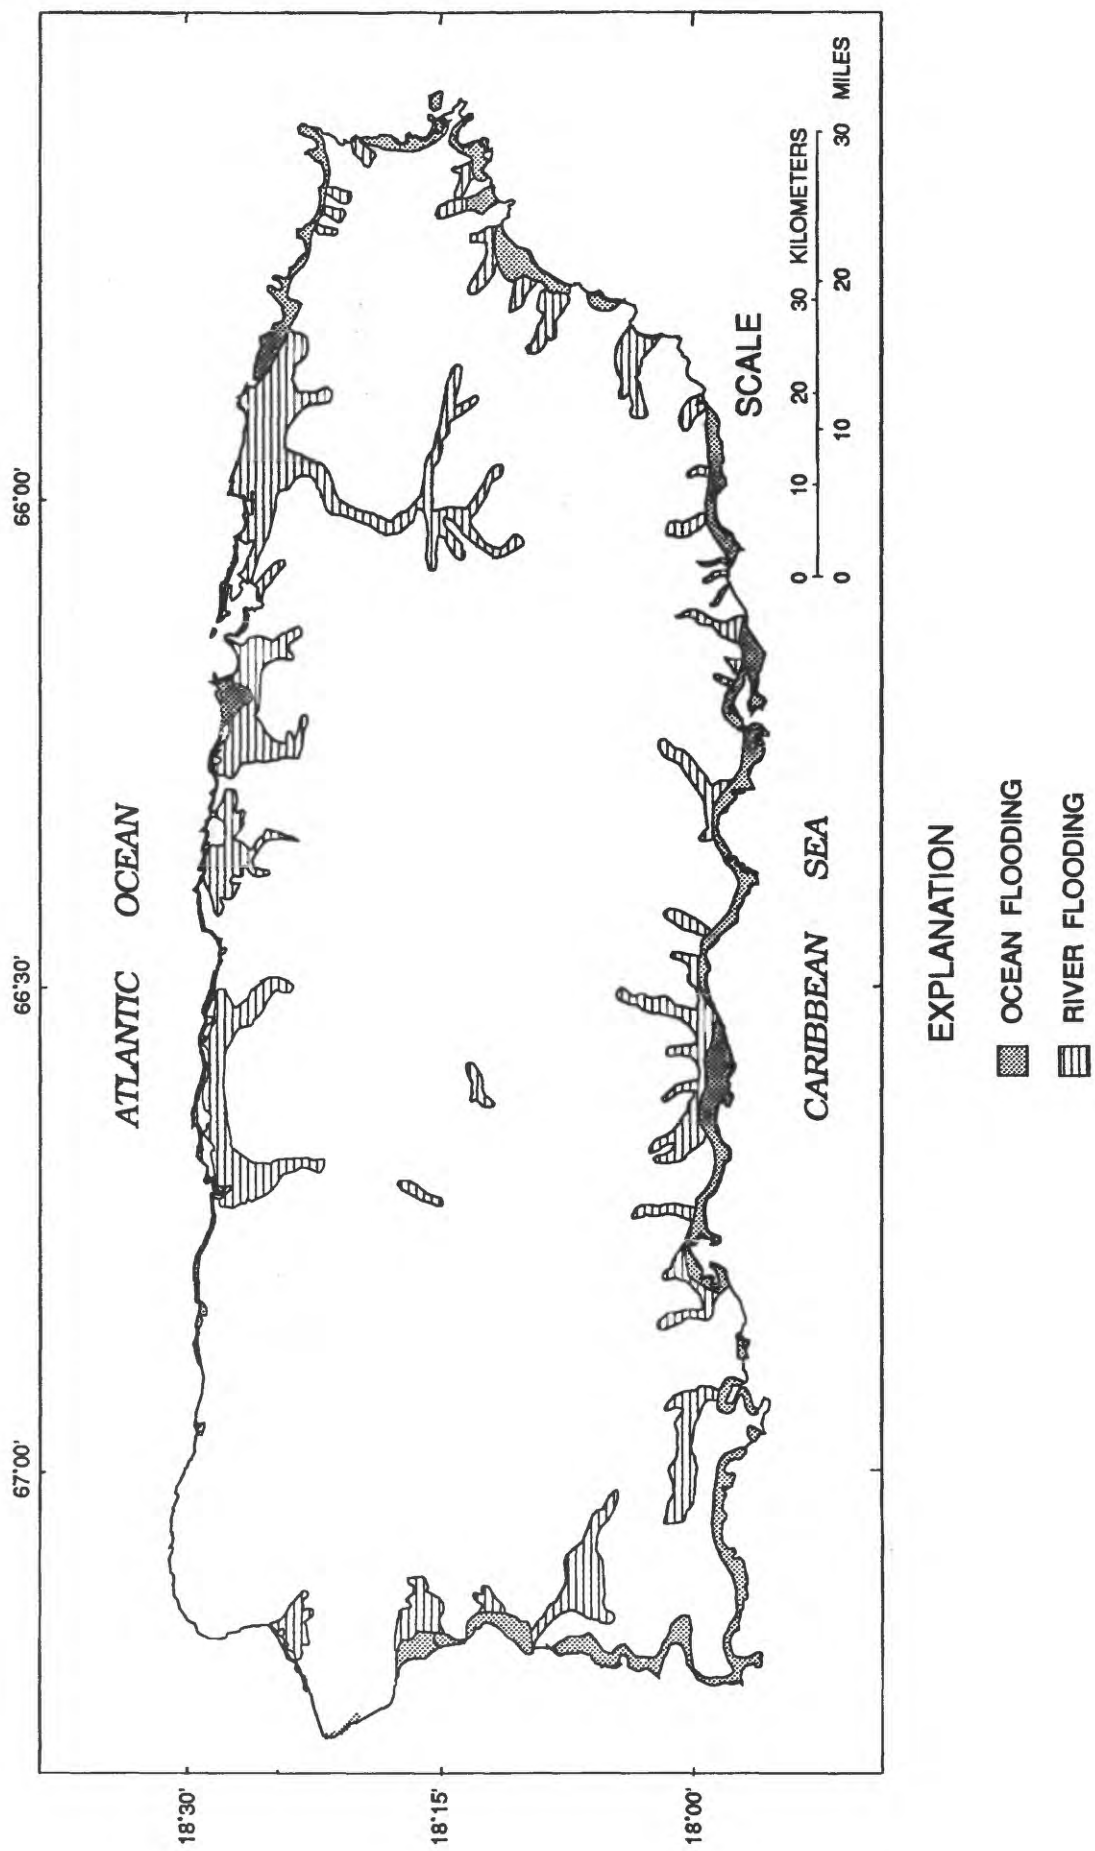 67°00'
66°30'
66°00'
18°30'
18°15'
18°00'
ATLANTIC OCEAN
CARIBBEAN SEA
SCALE
0 10 20 30 KILOMETERS
0 10 20 30 MILES
EXPLANATION
OCEAN FLOODING
RIVER FLOODING